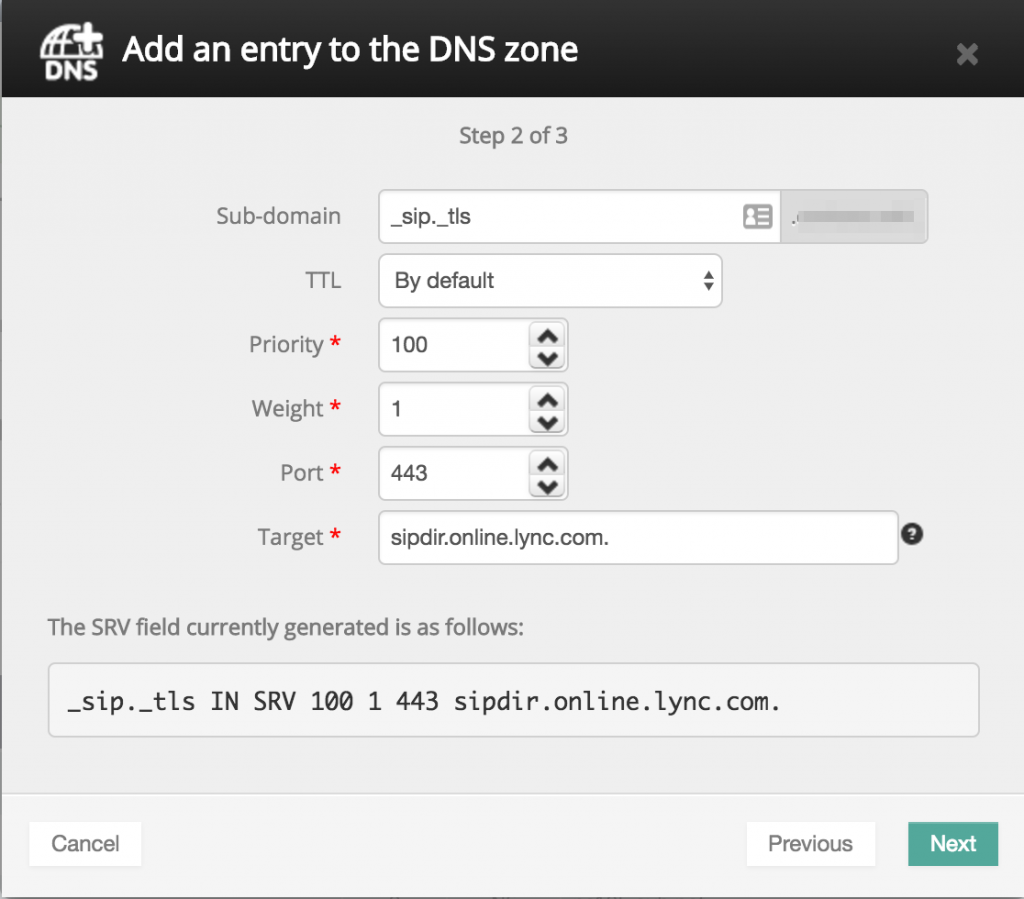 DNS
Add an entry to the DNS zone
Step 2 of 3
Sub-domain _sip._tls
TTL By default
Priority * 100
Weight * 1
Port * 443
Target * sipdir.online.lync.com. ?
The SRV field currently generated is as follows:
_sip._tls IN SRV 100 1 443 sipdir.online.lync.com.
Cancel Previous Next